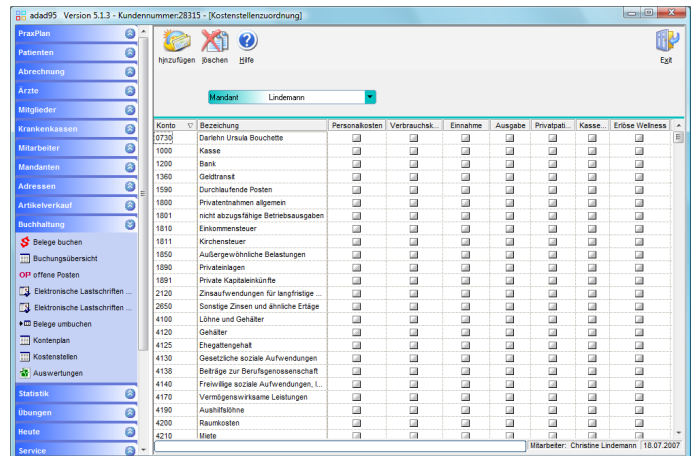 adad95 Version 5.1.3 - Kundennummer:28315 - [Kostenstellenzuordnung]
PraxPlan
Patienten
Abrechnung
Ärzte
Mitglieder
Krankenkassen
Mitarbeiter
Mandanten
Adressen
Artikelverkauf
Buchhaltung
Belege buchen
Buchungsübersicht
OP offene Posten
Elektronische Lastschriften ...
Elektronische Lastschriften ...
Belege umbuchen
Kontenplan
Kostenstellen
Auswertungen
Statistik
Übungen
Heute
Service
hinzufügen löschen Hilfe Exit
Mandant Lindemann
Konto Bezeichung Personalkosten Verbrauchsk... Einnahme Ausgabe Privatpati... Kasse... Erlöse Wellness
0730 Darlehn Ursula Bouchette
1000 Kasse
1200 Bank
1360 Geldtransit
1590 Durchlaufende Posten
1800 Privatentnahmen allgemein
1801 nicht abzugsfähige Betriebsausgaben
1810 Einkommensteuer
1811 Kirchensteuer
1850 Außergewöhnliche Belastungen
1890 Privateinlagen
1891 Private Kapitaleinkünfte
2120 Zinsaufwendungen für langfristige ...
2650 Sonstige Zinsen und ähnliche Ertäge
4100 Löhne und Gehälter
4120 Gehälter
4125 Ehegattengehalt
4130 Gesetzliche soziale Aufwendungen
4138 Beiträge zur Berufsgenossenschaft
4140 Freiwillige soziale Aufwendungen, l...
4170 Vermögenswirksame Leistungen
4190 Aushilfslöhne
4200 Raumkosten
4210 Miete
Mitarbeiter: Christine Lindemann 18.07.2007